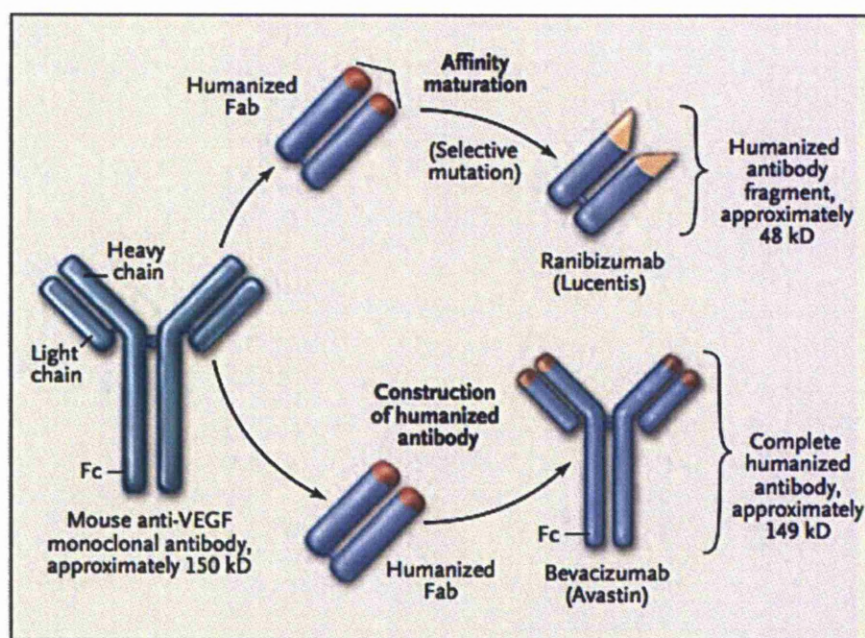 Humanized
Fab
Affinity
maturation
(Selective
mutation)
Humanized
antibody
fragment,
approximately
48 kD
Ranibizumab
(Lucentis)
Heavy
chain
Light
chain
Fc
Mouse anti-VEGF
monoclonal antibody,
approximately 150 kD
Construction
of humanized
antibody
Humanized
Fab
Fc
Bevacizumab
(Avastin)
Complete
humanized
antibody,
approximately
149 kD